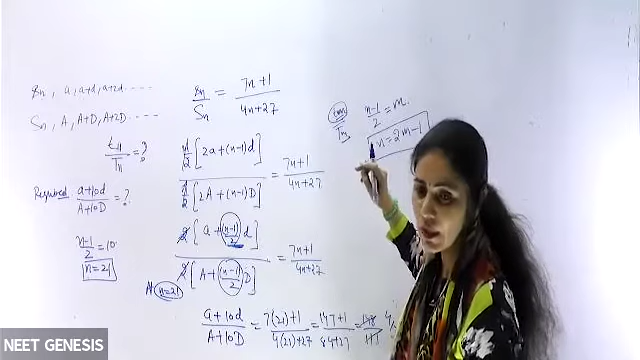 sn, a, a+d, a+2d.....
Sn, A, A+D, A+2D.....
t11/T11 = ?
Required a+10d/A+10D = ?
n-1/2 = 10
n=21
sn/Sn = 7n+1/4n+27
n/2[2a+(n-1)d]/n/2[2A+(n-1)D] = 7n+1/4n+27
2[a+(n-1)/2 d]/2[A+(n-1)/2 D] = 7n+1/4n+27
At n=21
a+10d/A+10D = 7(21)+1/4(21)+27 = 147+1/84+27 = 148/111
n-1/2 = m.
n=2m-1
NEET GENESIS